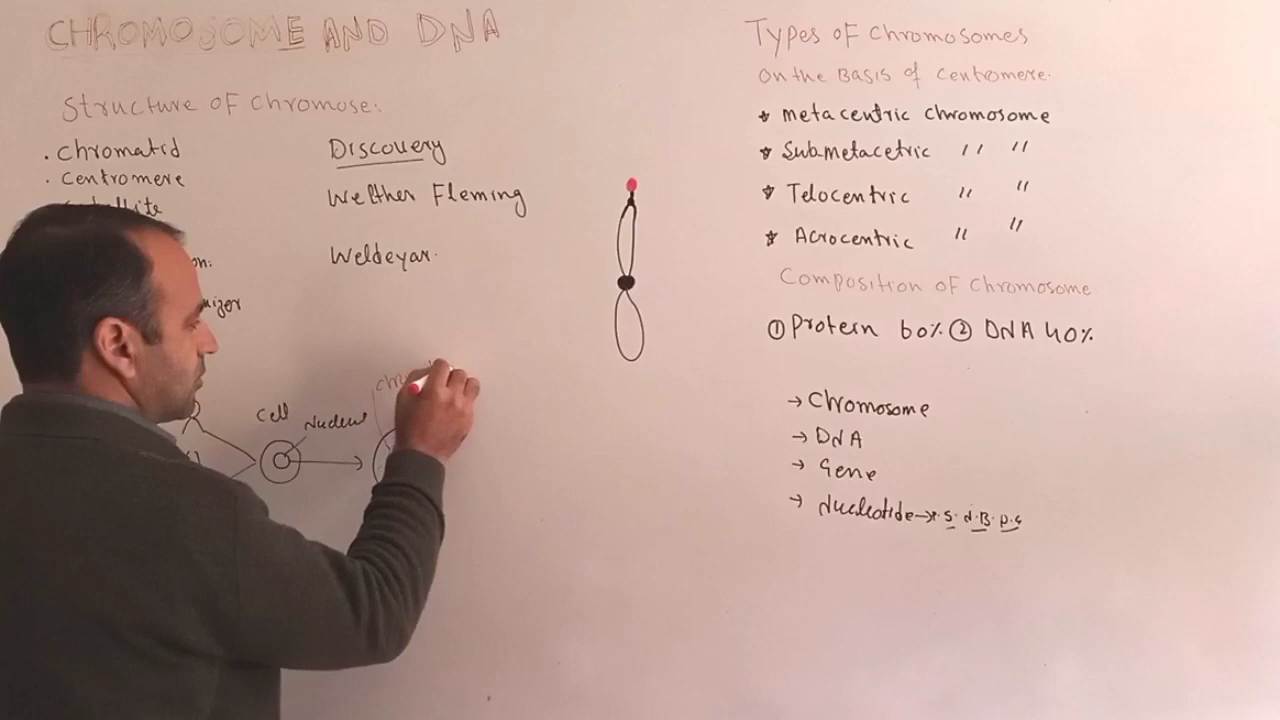 CHROMOSOME AND DNA
Structure of chromose:
. Chromatid
. Centromere
Discovery
Welther Fleming
Weldeyar.
Cell
Nucleus
Types of Chromosomes
On the Basis of Centromere.
* Metacentric chromosome
* Submetacetric " "
* Telocentric " "
* Acrocentric " "
Composition of Chromosome
① Protein 60% ② DNA 40%
→ Chromosome
→ DNA
→ Gene
→ Nucleotide →